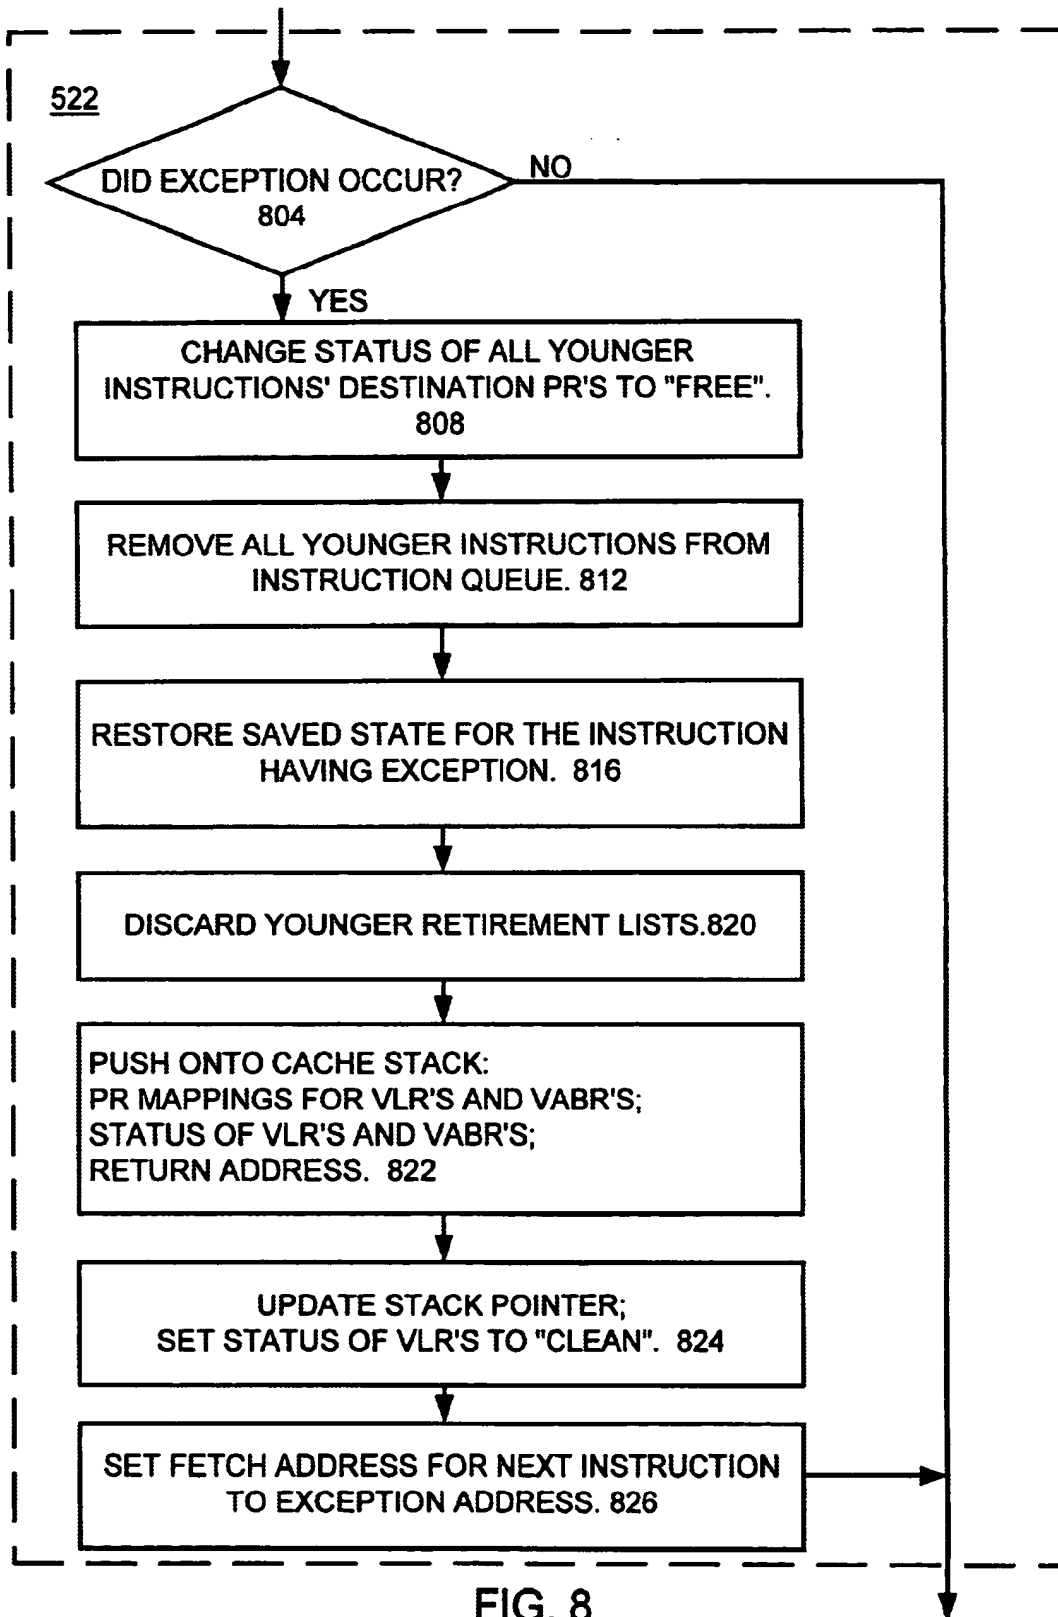 522
DID EXCEPTION OCCUR?
804
NO
YES
CHANGE STATUS OF ALL YOUNGER
INSTRUCTIONS' DESTINATION PR'S TO "FREE".
808
REMOVE ALL YOUNGER INSTRUCTIONS FROM
INSTRUCTION QUEUE. 812
RESTORE SAVED STATE FOR THE INSTRUCTION
HAVING EXCEPTION. 816
DISCARD YOUNGER RETIREMENT LISTS.820
PUSH ONTO CACHE STACK:
PR MAPPINGS FOR VLR'S AND VABR'S;
STATUS OF VLR'S AND VABR'S;
RETURN ADDRESS. 822
UPDATE STACK POINTER;
SET STATUS OF VLR'S TO "CLEAN". 824
SET FETCH ADDRESS FOR NEXT INSTRUCTION
TO EXCEPTION ADDRESS. 826
FIG. 8